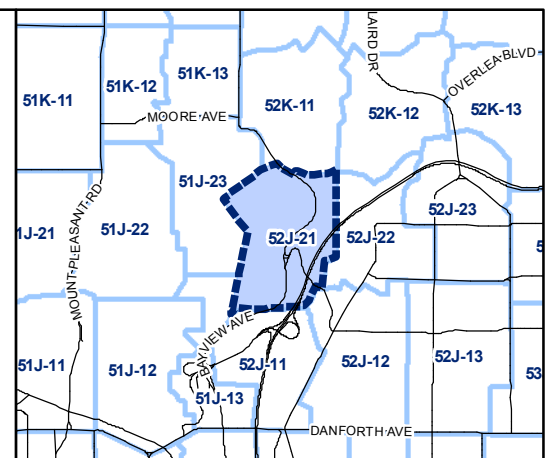 LAIRD DR
OVERLEA BLVD
51K-11
51K-12
51K-13
52K-11
52K-12
52K-13
MOORE AVE
51J-23
52J-23
1J-21
MOUNT PLEASANT RD
51J-22
52J-21
52J-22
5
BAYVIEW AVE
51J-11
51J-12
51J-13
52J-11
52J-12
52J-13
53
DANFORTH AVE